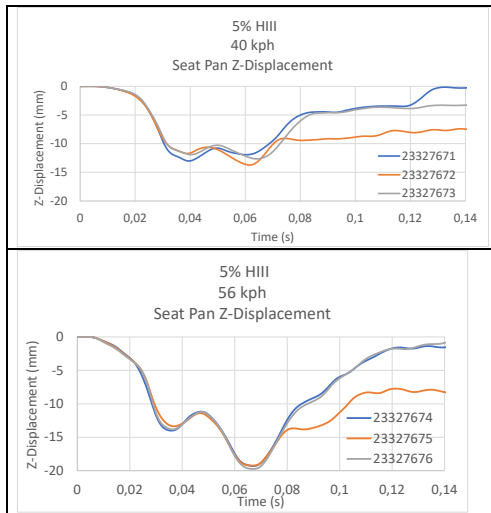 5% HIII
40 kph
Seat Pan Z-Displacement
Z-Displacement (mm)
0
-5
-10
-15
-20
0 0,02 0,04 0,06 0,08 0,1 0,12 0,14
Time (s)
23327671
23327672
23327673
5% HIII
56 kph
Seat Pan Z-Displacement
Z-Displacement (mm)
0
-5
-10
-15
-20
0 0,02 0,04 0,06 0,08 0,1 0,12 0,14
Time (s)
23327674
23327675
23327676